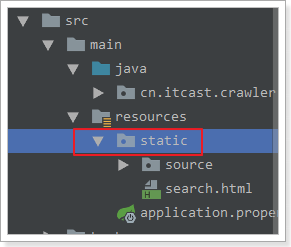 src
main
java
cn.itcast.crawler
resources
static
source
search.html
application.prope